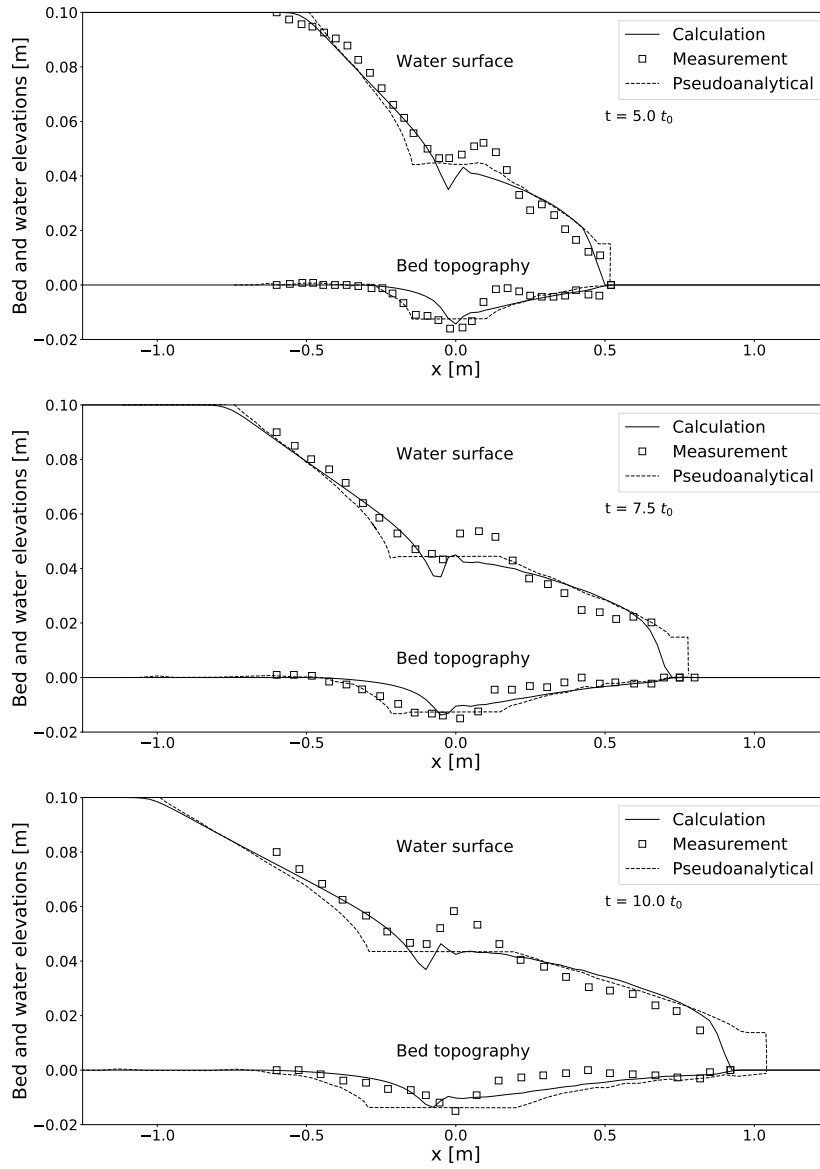 0.10
Calculation
Measurement
Pseudoanalytical
Water surface
0.08
t = 5.0 t₀
0.06
0.04
0.02
Bed topography
0.00
−0.02
Bed and water elevations [m]
−1.0 −0.5 0.0 0.5 1.0
x [m]
0.10
Calculation
Measurement
Pseudoanalytical
Water surface
0.08
t = 7.5 t₀
0.06
0.04
0.02
Bed topography
0.00
−0.02
Bed and water elevations [m]
−1.0 −0.5 0.0 0.5 1.0
x [m]
0.10
Calculation
Measurement
Pseudoanalytical
Water surface
0.08
t = 10.0 t₀
0.06
0.04
0.02
Bed topography
0.00
−0.02
Bed and water elevations [m]
−1.0 −0.5 0.0 0.5 1.0
x [m]